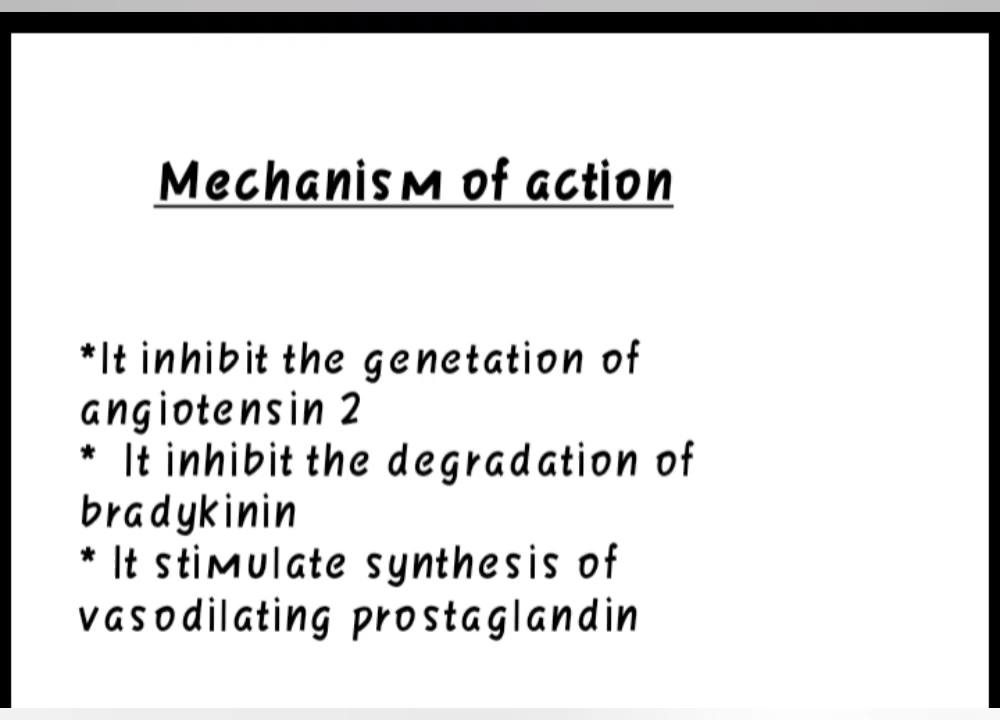 Mechanism of action
*It inhibit the genetation of
angiotensin 2
* It inhibit the degradation of
bradykinin
* It stimulate synthesis of
vasodilating prostaglandin